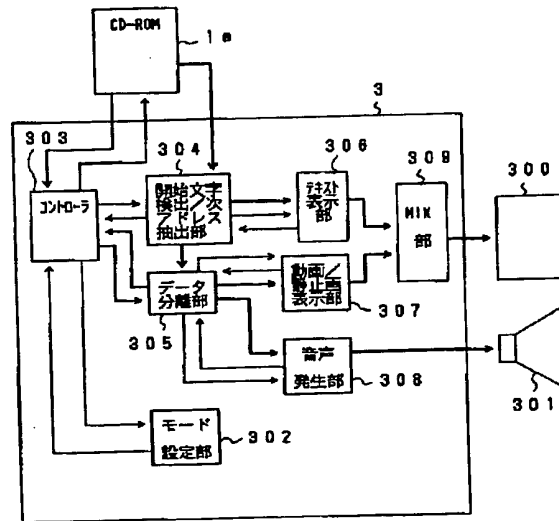 CD-ROM
1a
3
303
コントローラ
304
開始文字
検出/次
アドレス
抽出部
306
テキスト
表示部
309
MIX
部
300
データ
分離部
305
動画/
静止画
表示部
307
音声
発生部
308
301
モード
設定部
302